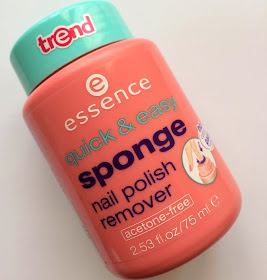 trend
essence
quick & easy
sponge
nail polish
remover
acetone-free
2.53 fl.oz/75 ml e